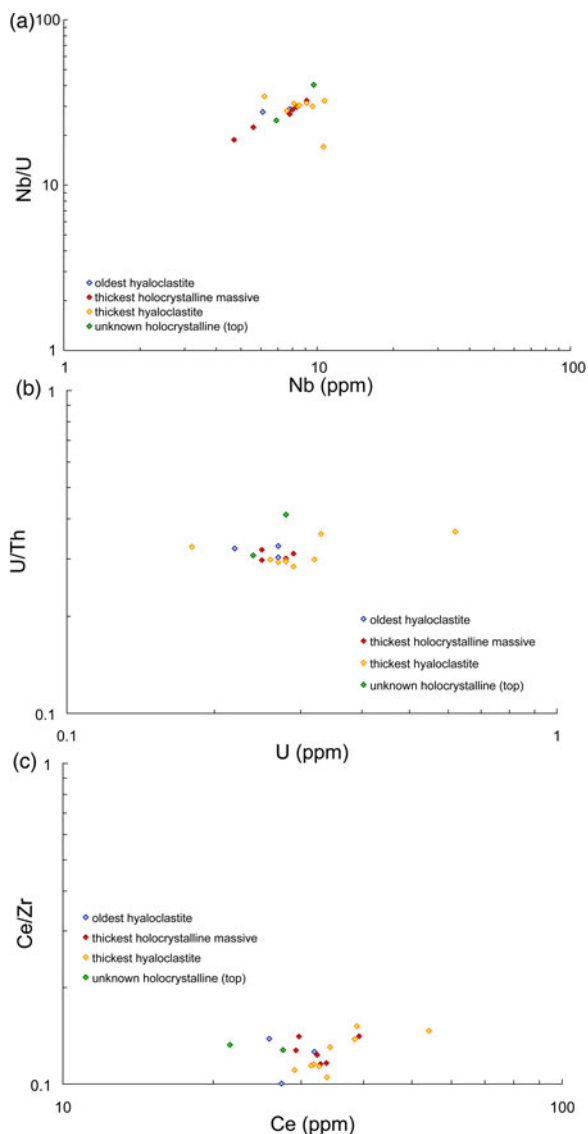 (a)
100
Nb/U
10
oldest hyaloclastite
thickest holocrystalline massive
thickest hyaloclastite
unknown holocrystalline (top)
1
1 10 100
Nb (ppm)
(b)
1
U/Th
oldest hyaloclastite
thickest holocrystalline massive
thickest hyaloclastite
unknown holocrystalline (top)
0.1
0.1 1
U (ppm)
(c)
1
Ce/Zr
oldest hyaloclastite
thickest holocrystalline massive
thickest hyaloclastite
unknown holocrystalline (top)
0.1
10 100
Ce (ppm)